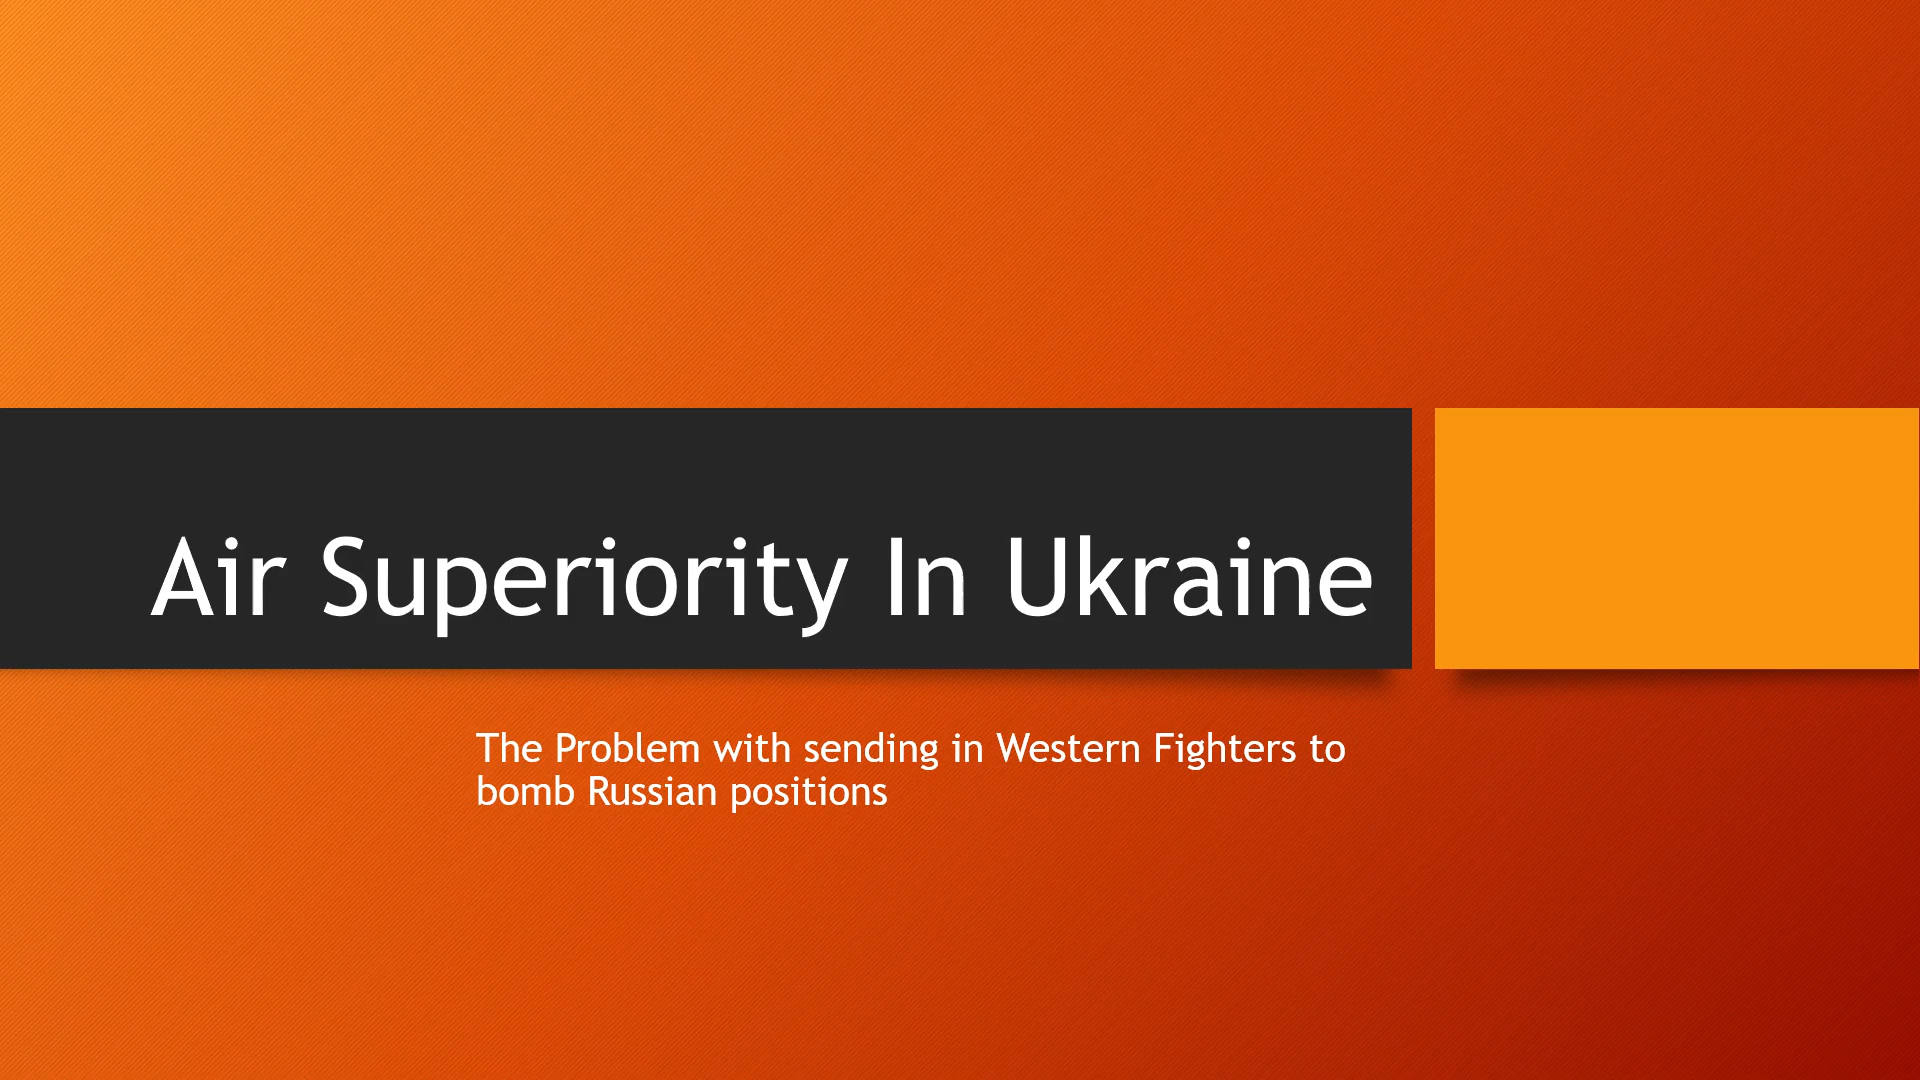 Air Superiority In Ukraine
The Problem with sending in Western Fighters to
bomb Russian positions